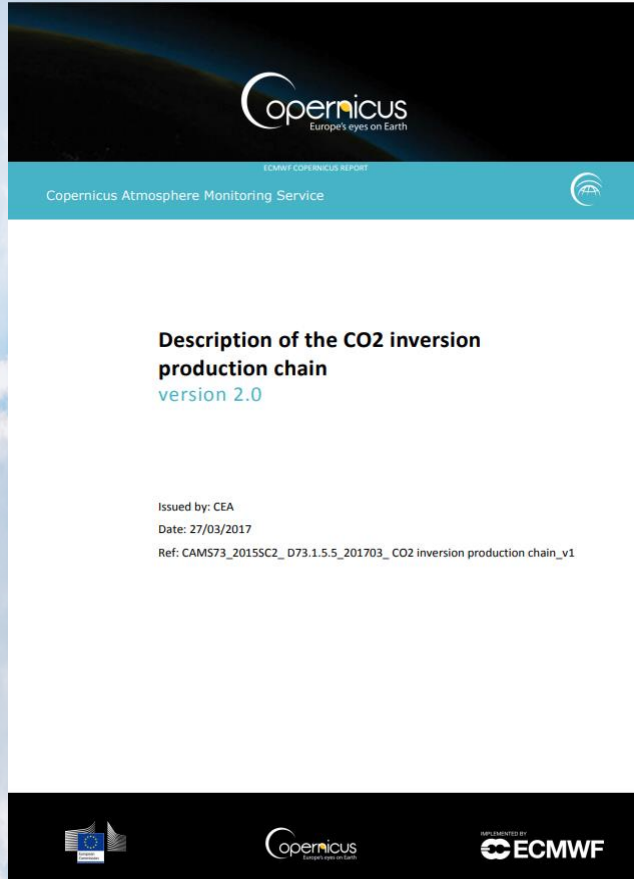 Copernicus
Europe's eyes on Earth
ECMWF COPERNICUS REPORT
Copernicus Atmosphere Monitoring Service
Description of the CO2 inversion
production chain
version 2.0
Issued by: CEA
Date: 27/03/2017
Ref: CAMS73_2015SC2_ D73.1.5.5_201703_ CO2 inversion production chain_v1
European
Commission
Copernicus
Europe's eyes on Earth
IMPLEMENTED BY
ECMWF